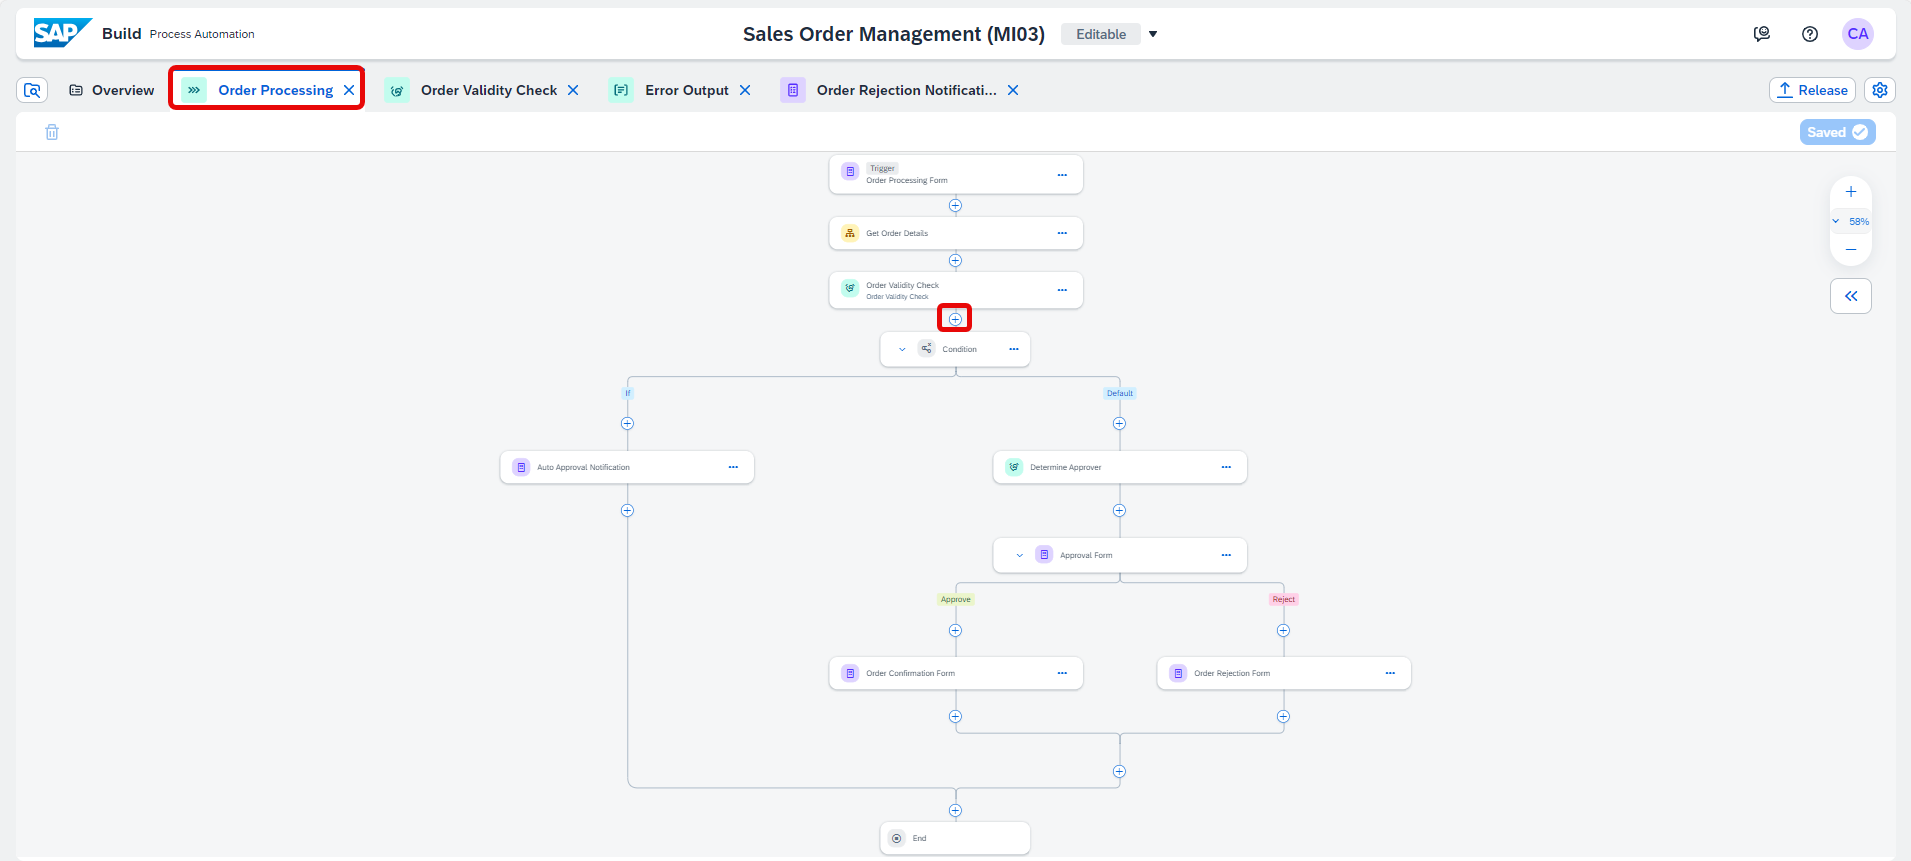 SAP Build Process Automation
Sales Order Management (MI03) Editable
CA
Overview Order Processing Order Validity Check Error Output Order Rejection Notificati... Release
Saved
Trigger
Order Processing Form
58%
Get Order Details
Order Validity Check
Order Validity Check
Condition
If Default
Auto Approval Notification Determine Approver
Approval Form
Approve Reject
Order Confirmation Form Order Rejection Form
End